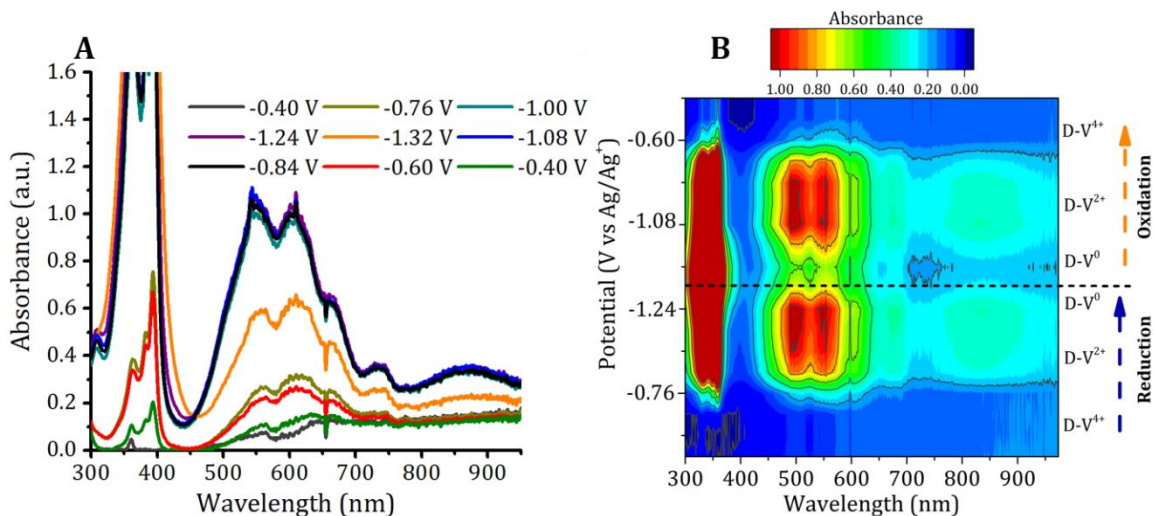 A
1.6
1.4
1.2
1.0
0.8
0.6
0.4
0.2
0.0
Absorbance (a.u.)
-0.40 V -0.76 V -1.00 V
-1.24 V -1.32 V -1.08 V
-0.84 V -0.60 V -0.40 V
300 400 500 600 700 800 900
Wavelength (nm)
Absorbance
B
1.00 0.80 0.60 0.40 0.20 0.00
Potential (V vs Ag/Ag⁺)
-0.60
-1.08
-1.24
-0.76
D-V⁴⁺
D-V²⁺
D-V⁰
D-V⁰
D-V²⁺
D-V⁴⁺
Oxidation
Reduction
300 400 500 600 700 800 900
Wavelength (nm)